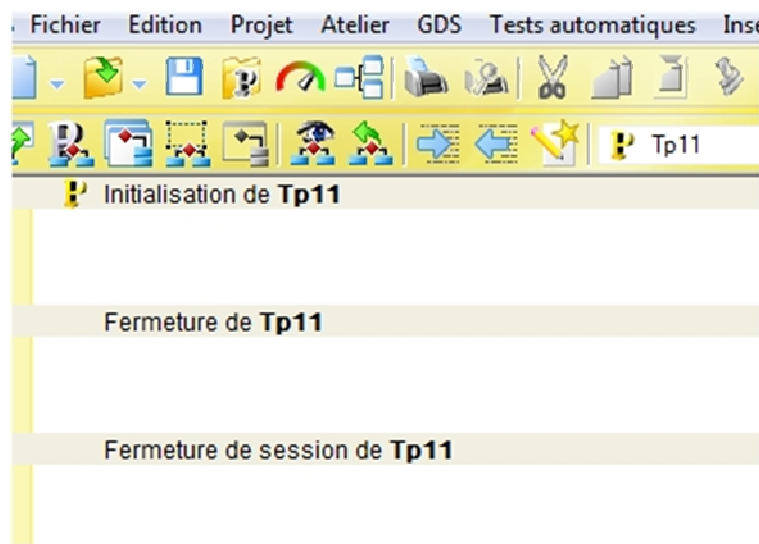 Fichier Edition Projet Atelier GDS Tests automatiques Inse
Tp11
Initialisation de Tp11
Fermeture de Tp11
Fermeture de session de Tp11